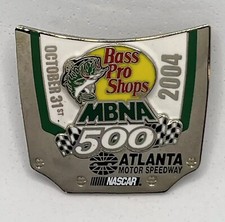 OCTOBER 31ST
Bass
Pro
Shops
2004
MBNA
500
ATLANTA
MOTOR SPEEDWAY
NASCAR